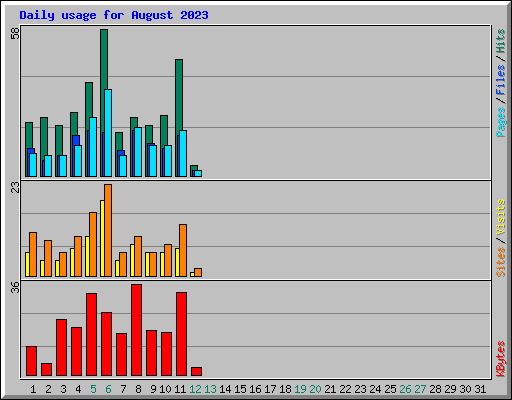 Daily usage for August 2023
58
Pages / Files / Hits
23
Sites / Visits
36
KBytes
1 2 3 4 5 6 7 8 9 10 11 12 13 14 15 16 17 18 19 20 21 22 23 24 25 26 27 28 29 30 31